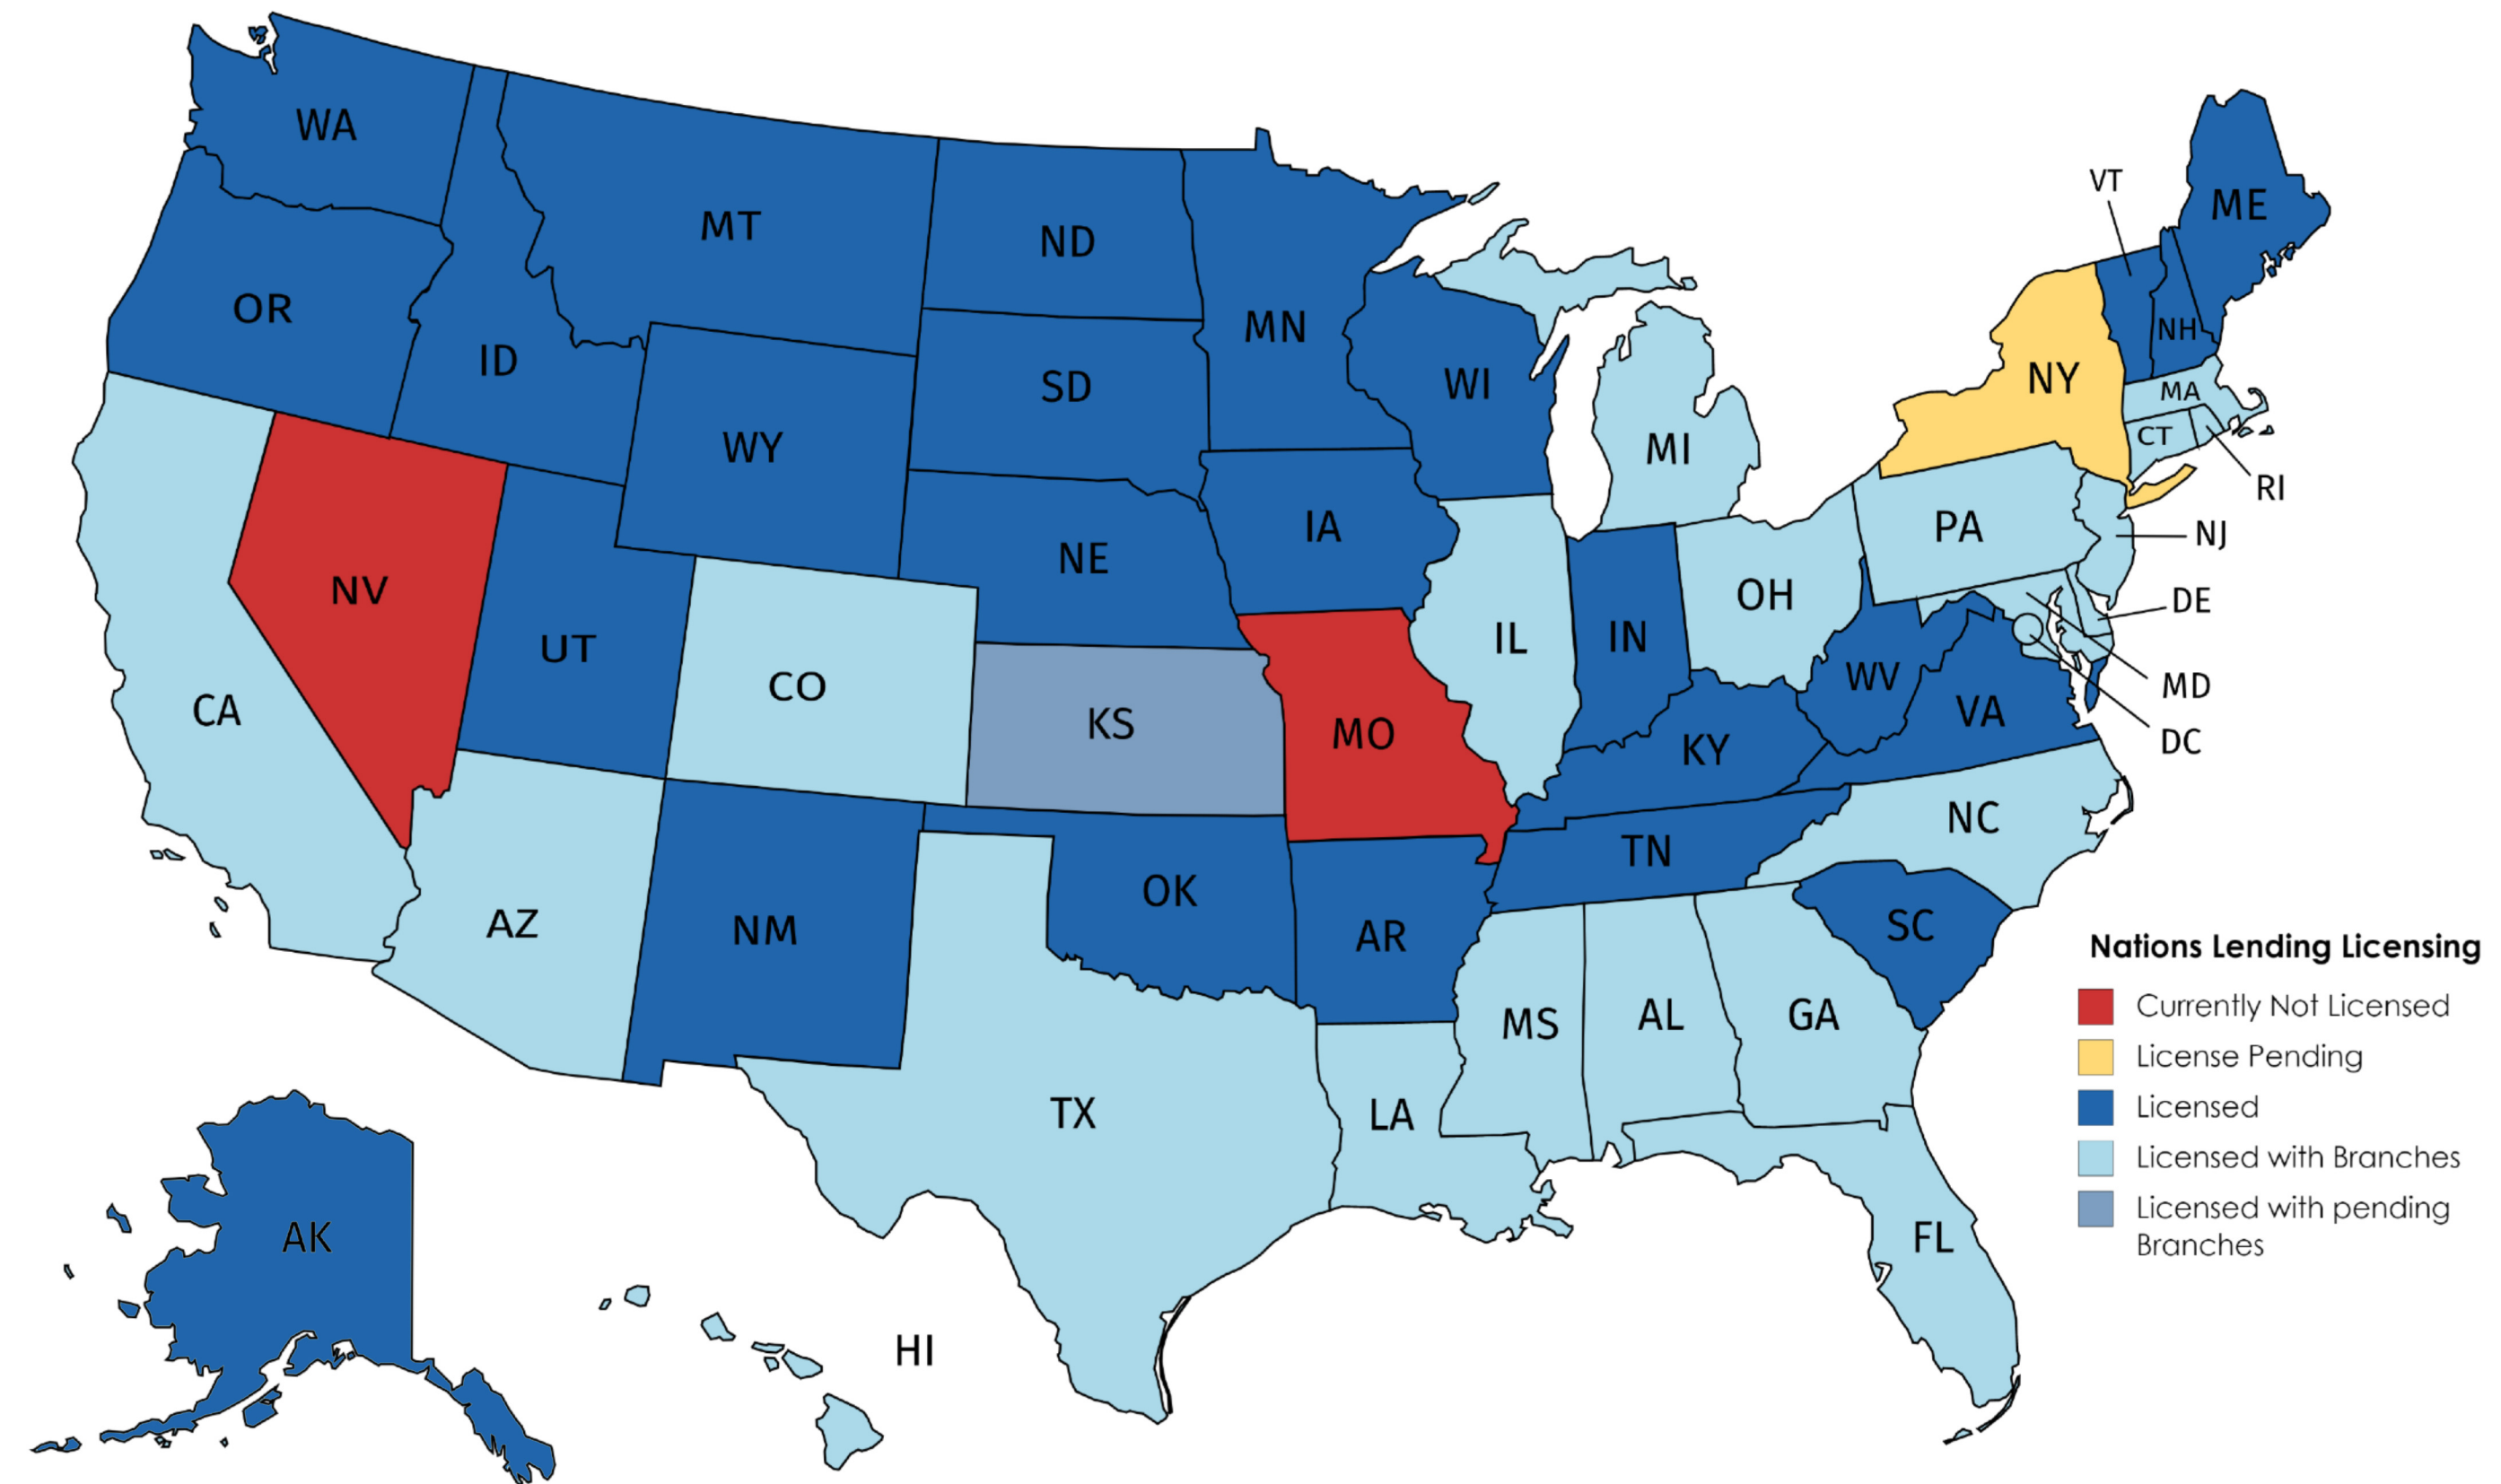 WA
MT
ND
MN
OR
ID
SD
WI
MI
WY
VT
ME
NH
NY
MA
CT
RI
NV
UT
NE
IA
PA
NJ
OH
DE
CA
CO
KS
MO
IL
IN
WV
VA
MD
DC
KY
NC
AZ
NM
OK
AR
TN
SC
TX
LA
MS
AL
GA
FL
AK
HI
Nations Lending Licensing
Currently Not Licensed
License Pending
Licensed
Licensed with Branches
Licensed with pending
Branches